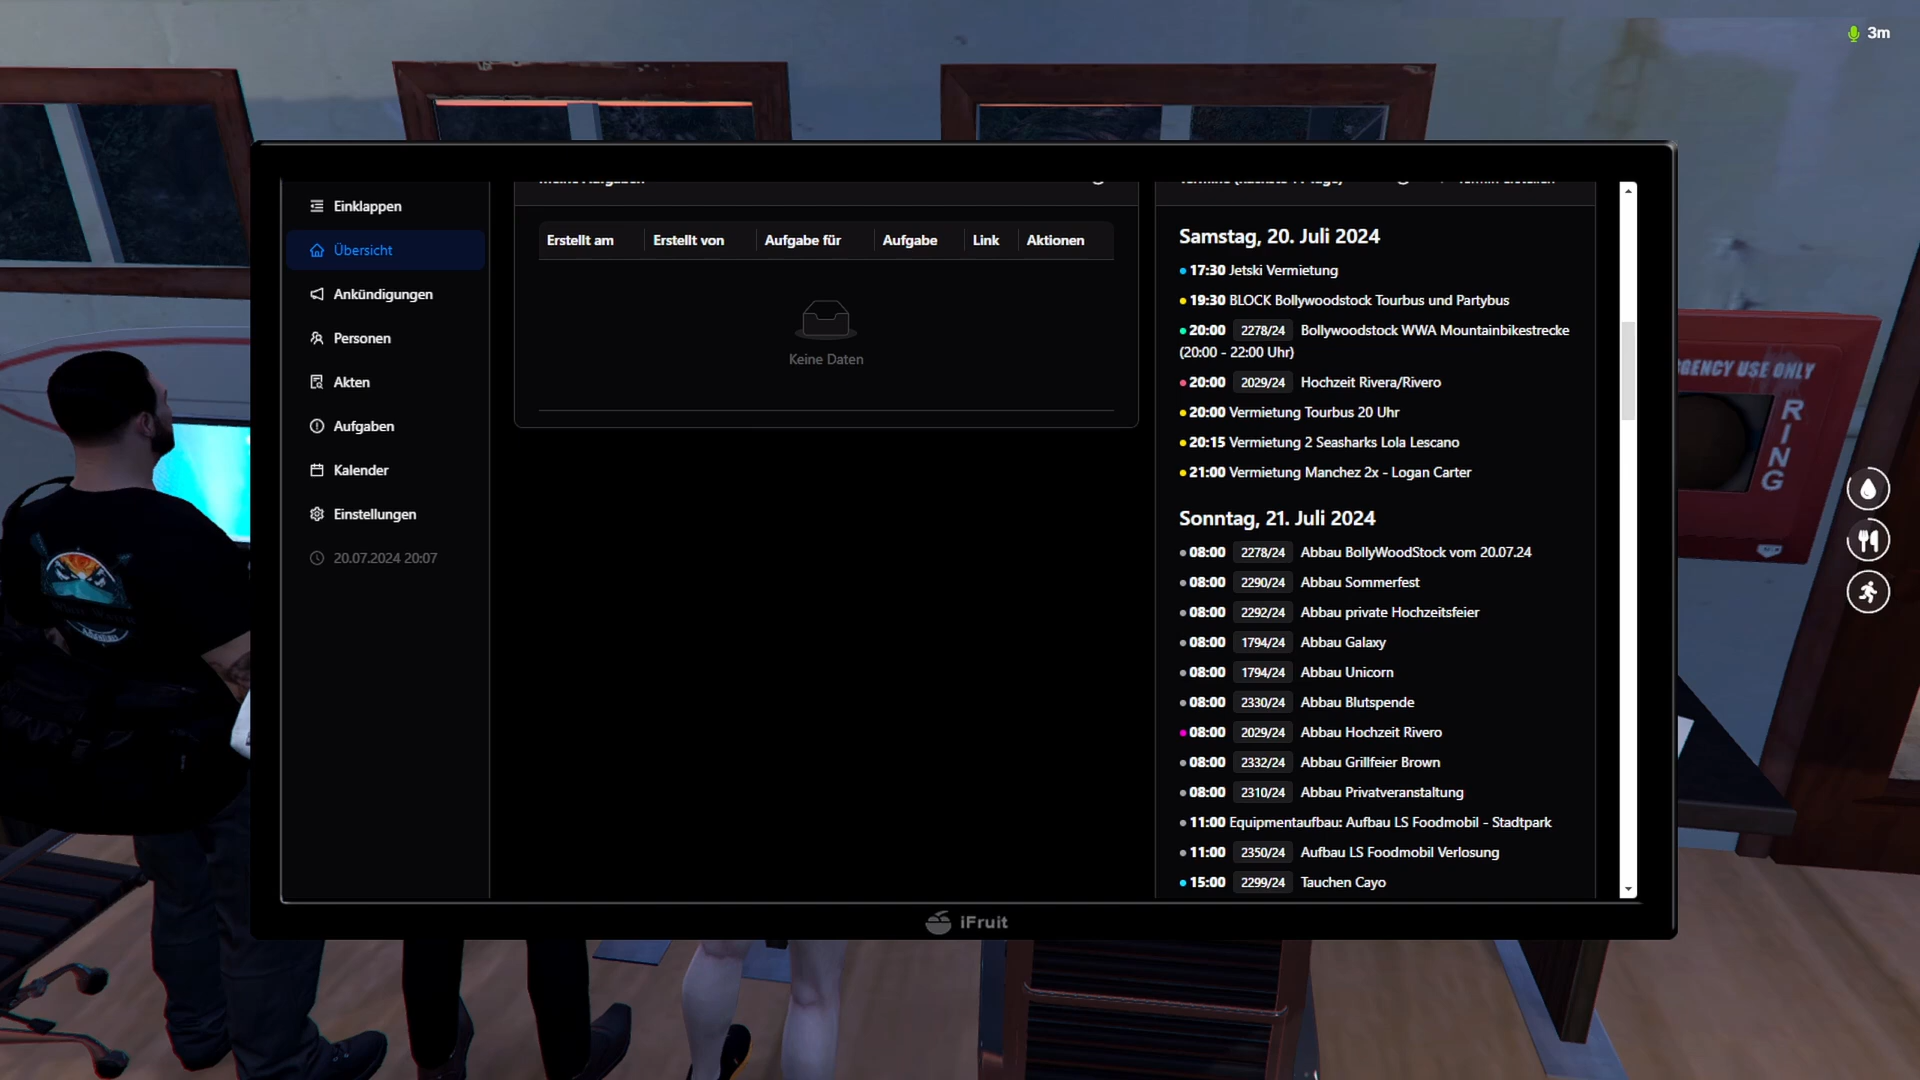 3m
Einklappen
Übersicht
Ankündigungen
Personen
Akten
Aufgaben
Kalender
Einstellungen
20.07.2024 20:07
Erstellt am Erstellt von Aufgabe für Aufgabe Link Aktionen
Keine Daten
Samstag, 20. Juli 2024
17:30 Jetski Vermietung
19:30 BLOCK Bollywoodstock Tourbus und Partybus
20:00 2278/24 Bollywoodstock WWA Mountainbikestrecke
(20:00 - 22:00 Uhr)
20:00 2029/24 Hochzeit Rivera/Rivero
20:00 Vermietung Tourbus 20 Uhr
20:15 Vermietung 2 Seasharks Lola Lescano
21:00 Vermietung Manchez 2x - Logan Carter
Sonntag, 21. Juli 2024
08:00 2278/24 Abbau BollyWoodStock vom 20.07.24
08:00 2290/24 Abbau Sommerfest
08:00 2292/24 Abbau private Hochzeitsfeier
08:00 1794/24 Abbau Galaxy
08:00 1794/24 Abbau Unicorn
08:00 2330/24 Abbau Blutspende
08:00 2029/24 Abbau Hochzeit Rivero
08:00 2332/24 Abbau Grillfeier Brown
08:00 2310/24 Abbau Privatveranstaltung
11:00 Equipmentaufbau: Aufbau LS Foodmobil - Stadtpark
11:00 2350/24 Aufbau LS Foodmobil Verlosung
15:00 2299/24 Tauchen Cayo
iFruit
USE ONLY
RING